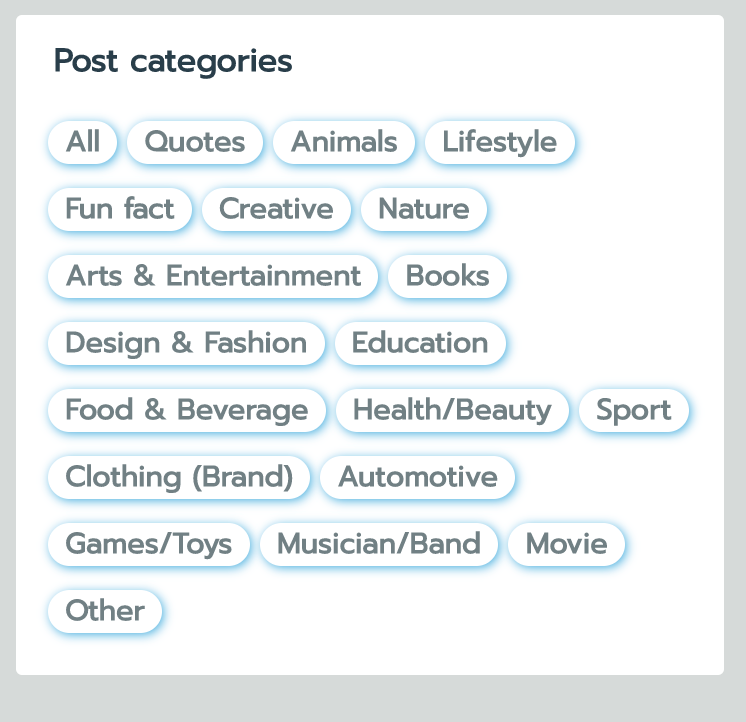 Post categories
All Quotes Animals Lifestyle
Fun fact Creative Nature
Arts & Entertainment Books
Design & Fashion Education
Food & Beverage Health/Beauty Sport
Clothing (Brand) Automotive
Games/Toys Musician/Band Movie
Other